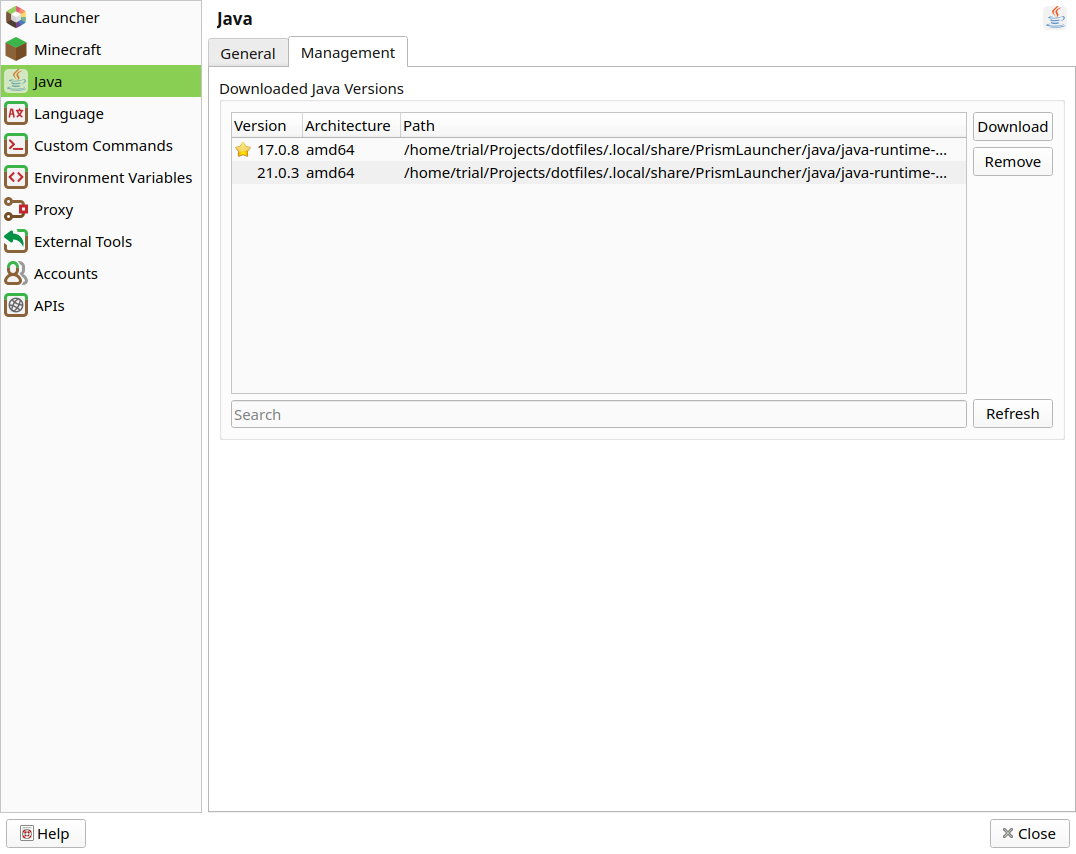 Launcher
Minecraft
Java
Language
Custom Commands
Environment Variables
Proxy
External Tools
Accounts
APIs
Java
General Management
Downloaded Java Versions
Version Architecture Path
17.0.8 amd64 /home/trial/Projects/dotfiles/.local/share/PrismLauncher/java/java-runtime-...
21.0.3 amd64 /home/trial/Projects/dotfiles/.local/share/PrismLauncher/java/java-runtime-...
Download
Remove
Search
Refresh
Help
Close